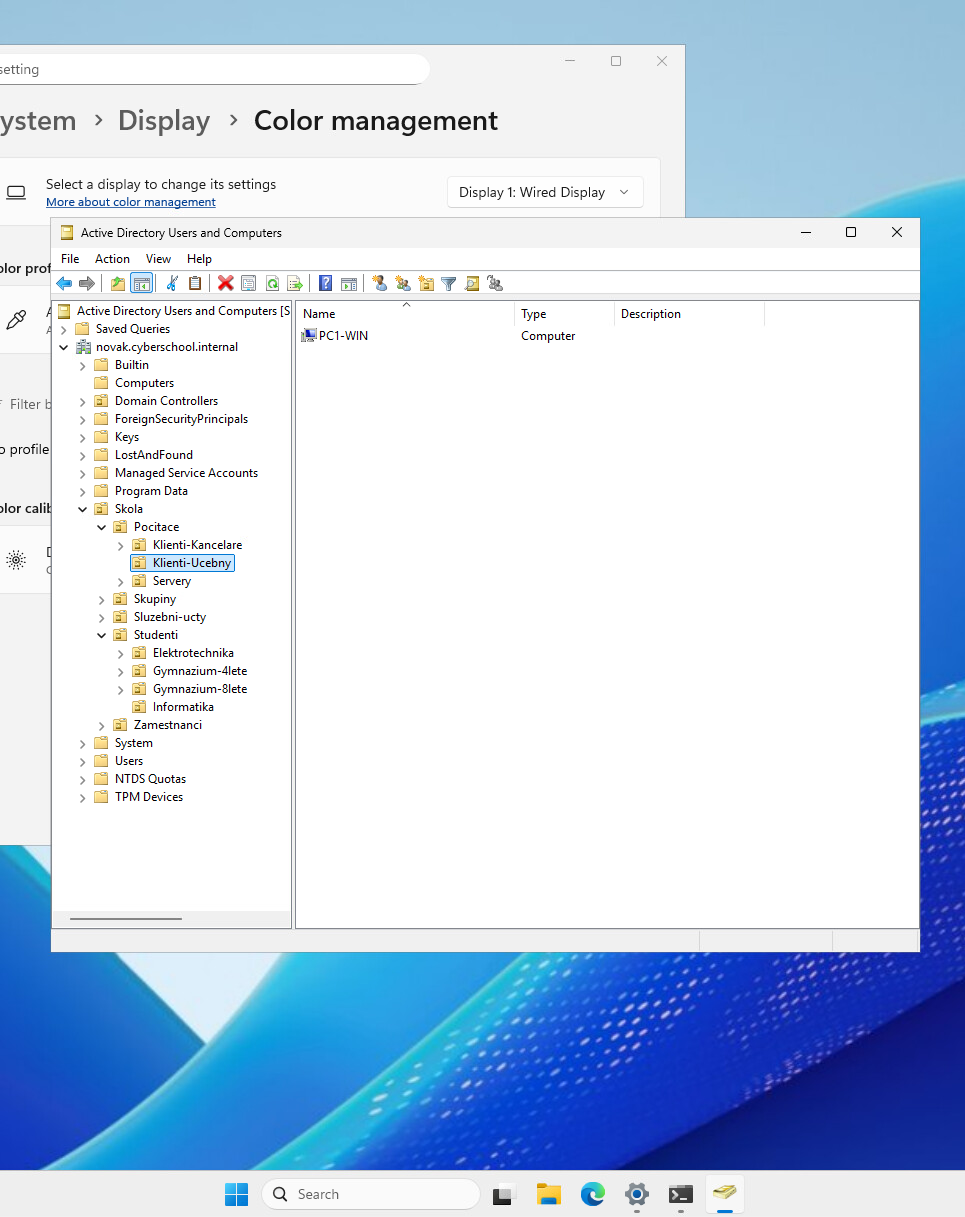 setting
ystem > Display > Color management
Select a display to change its settings
More about color management
Display 1: Wired Display
olor prof
A
A
Filter b
o profile
olor calib
D
C
Active Directory Users and Computers
File Action View Help
Active Directory Users and Computers [S
Saved Queries
novak.cyberschool.internal
Builtin
Computers
Domain Controllers
ForeignSecurityPrincipals
Keys
LostAndFound
Managed Service Accounts
Program Data
Skola
Pocitace
Klienti-Kancelare
Klienti-Ucebny
Servery
Skupiny
Sluzebni-ucty
Studenti
Elektrotechnika
Gymnazium-4lete
Gymnazium-8lete
Informatika
Zamestnanci
System
Users
NTDS Quotas
TPM Devices
Name Type Description
PC1-WIN Computer
Search